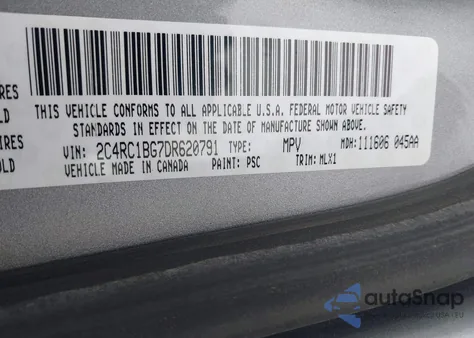 RES
LD
IRES
OLD
THIS VEHICLE CONFORMS TO ALL APPLICABLE U.S.A. FEDERAL MOTOR VEHICLE SAFETY
STANDARDS IN EFFECT ON THE DATE OF MANUFACTURE SHOWN ABOVE.
VIN: 2C4RC1BG7DR620791 TYPE: MPV MDH: 111606 045AA
VEHICLE MADE IN CANADA PAINT: PSC TRIM: MLX1
autoSnap